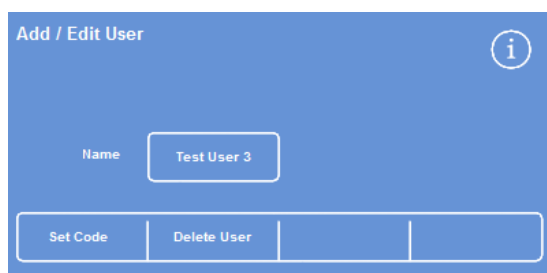 Add / Edit User
i
Name Test User 3
Set Code Delete User